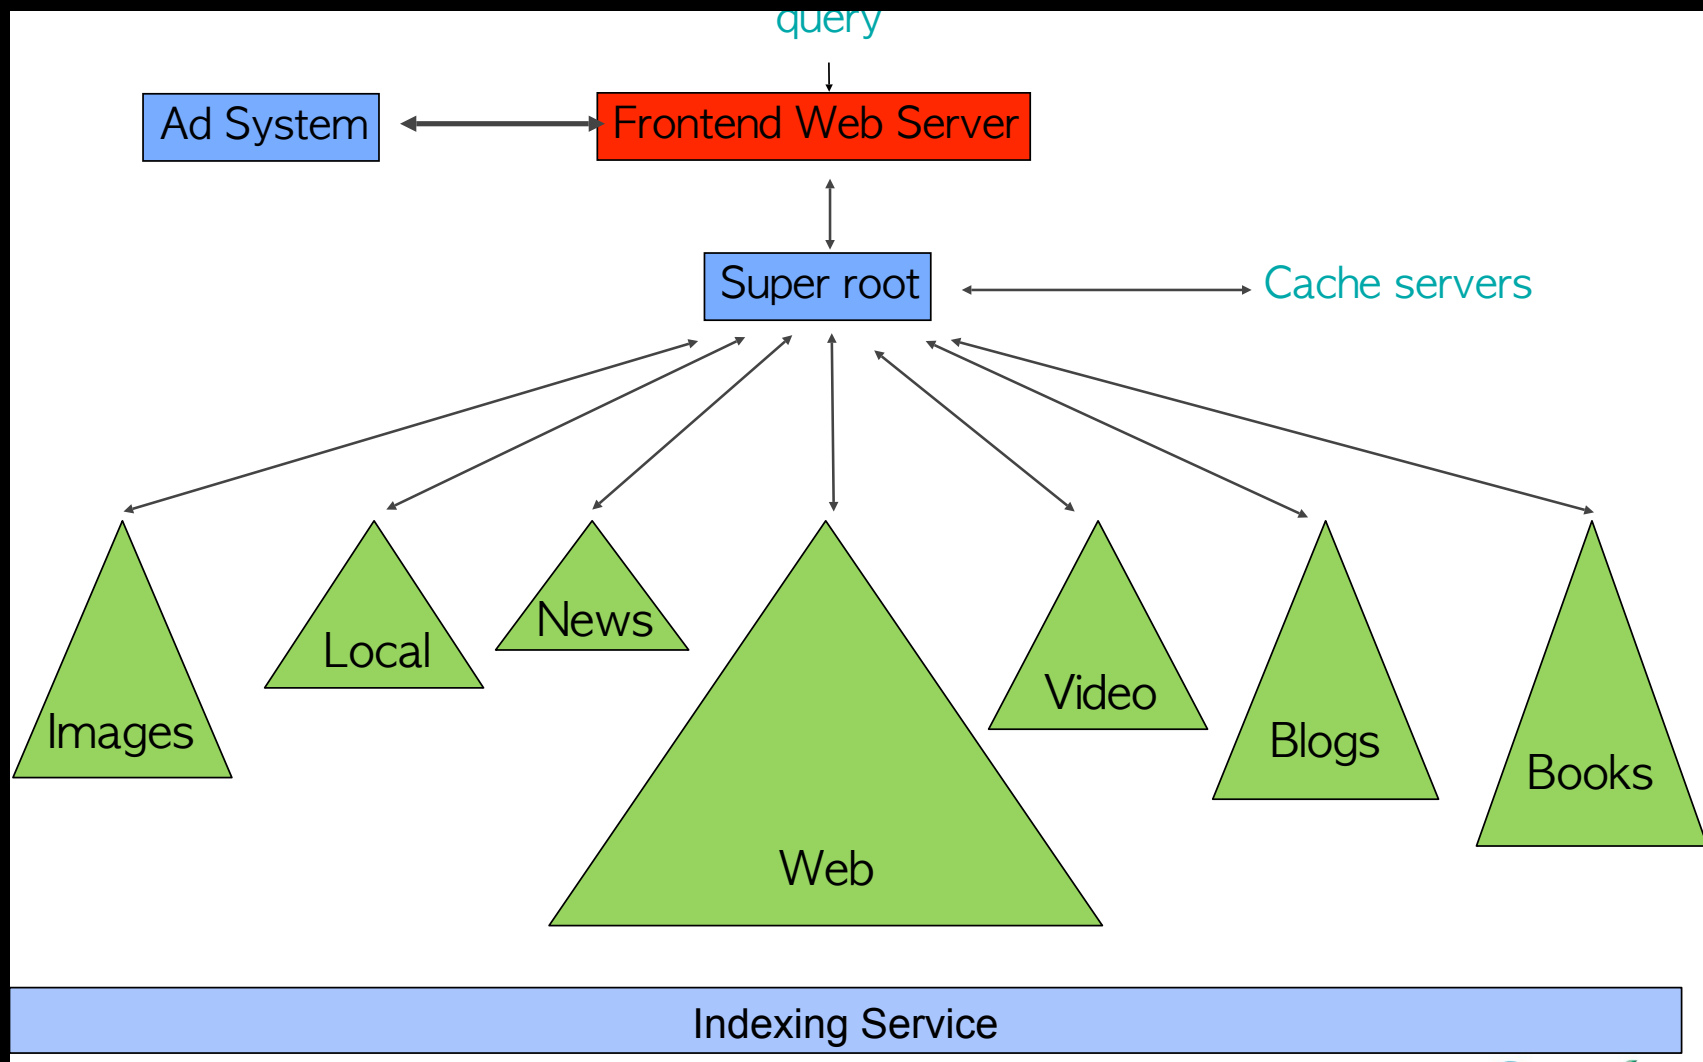 query
Ad System
Frontend Web Server
Super root
Cache servers
Images
Local
News
Web
Video
Blogs
Books
Indexing Service